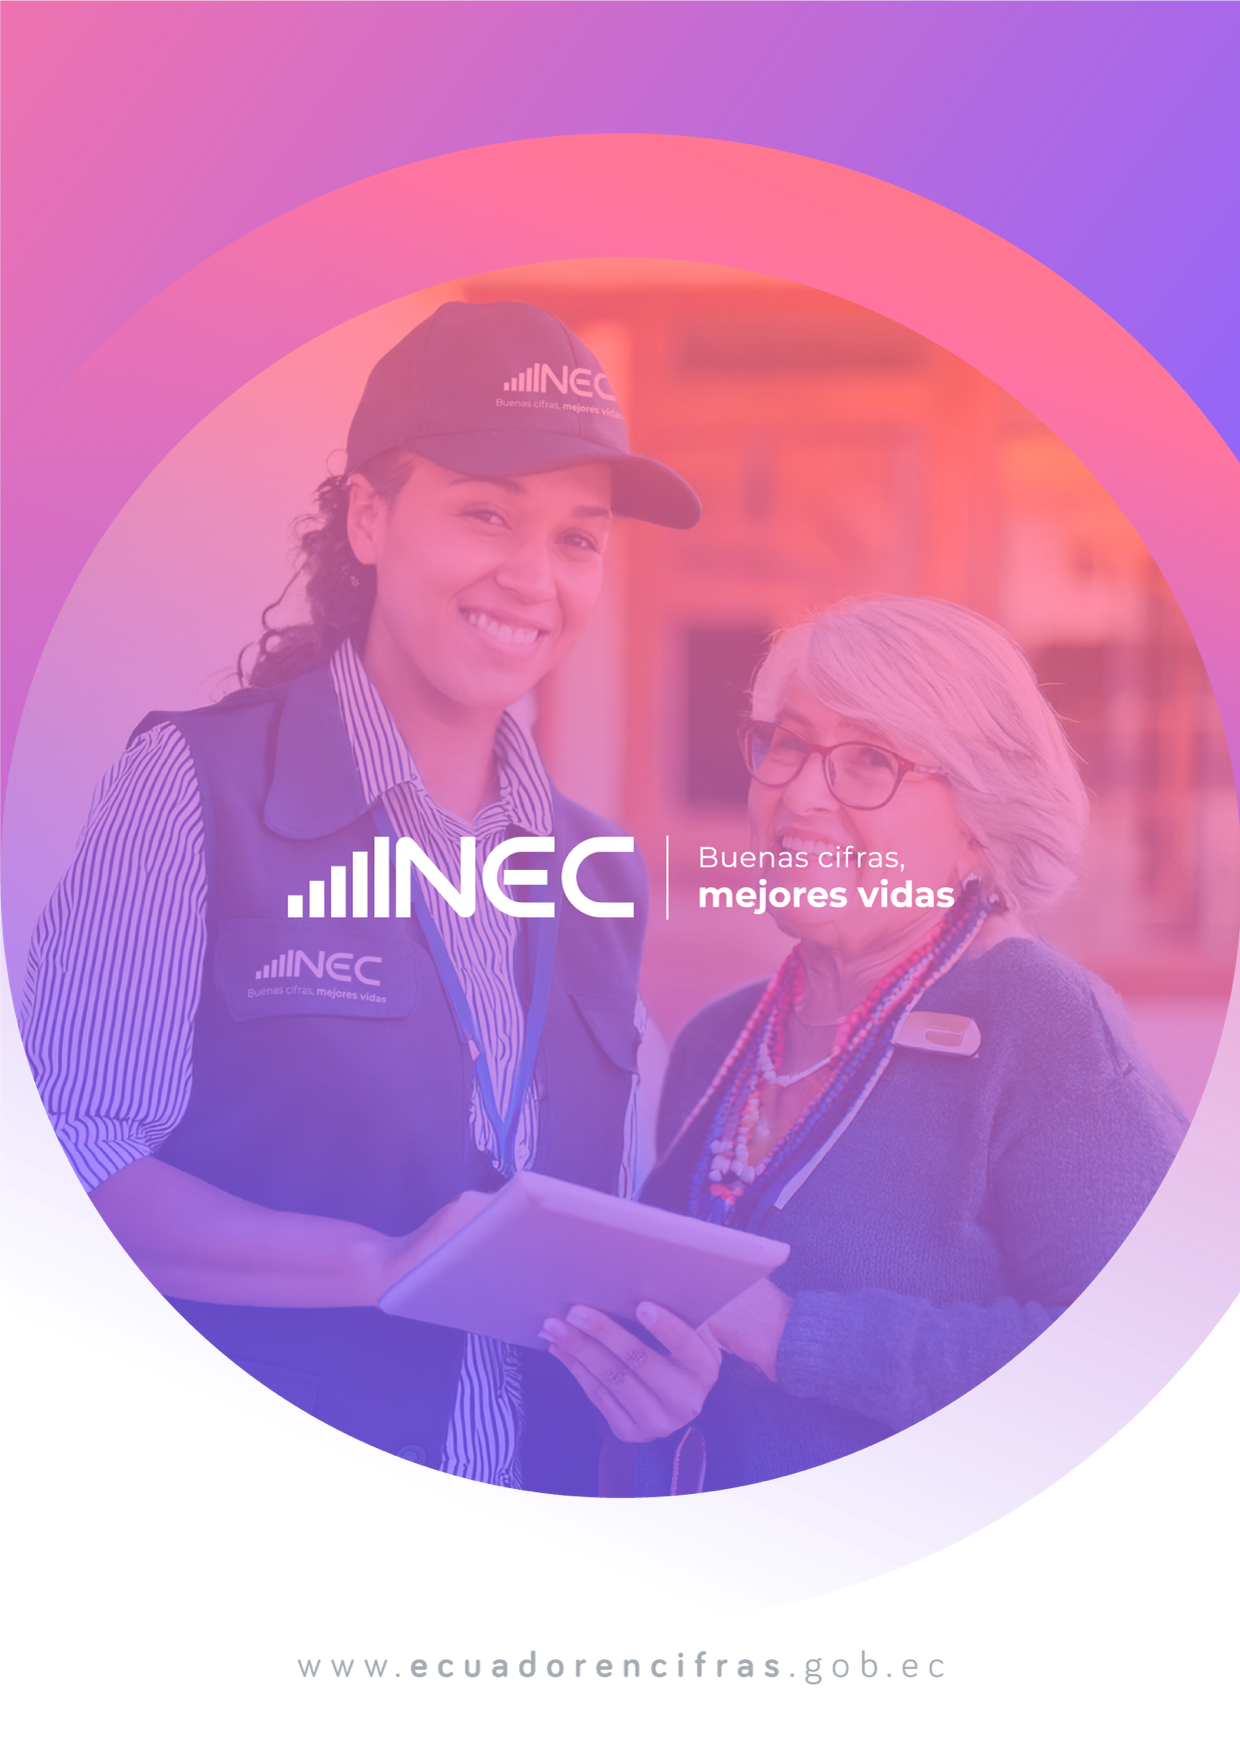 INEC
Buenas cifras, mejores vidas
INEC
Buenas cifras,
mejores vidas
INEC
Buenas cifras, mejores vidas
www.ecuadorencifras.gob.ec